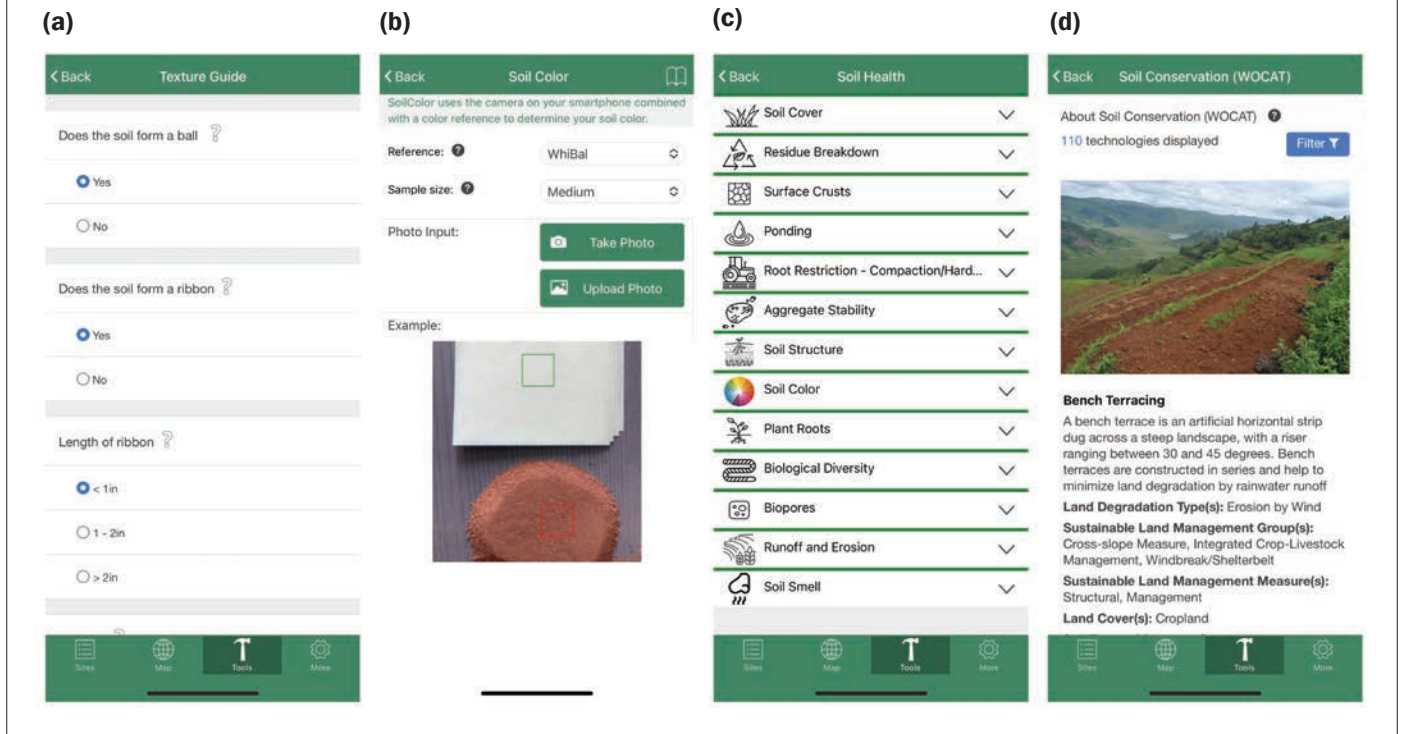 (a)
Back
Texture Guide
Does the soil form a ball ?
Yes
No
Does the soil form a ribbon ?
Yes
No
Length of ribbon ?
< 1in
1 - 2in
> 2in
Sites
Map
Tools
More
(b)
Back
Soil Color
SoilColor uses the camera on your smartphone combined
with a color reference to determine your soil color.
Reference: ?
WhiBal
Sample size: ?
Medium
Photo Input:
Take Photo
Upload Photo
Example:
(c)
Back
Soil Health
Soil Cover
Residue Breakdown
Surface Crusts
Ponding
Root Restriction - Compaction/Hard...
Aggregate Stability
Soil Structure
Soil Color
Plant Roots
Biological Diversity
Biopores
Runoff and Erosion
Soil Smell
Sites
Map
Tools
More
(d)
Back
Soil Conservation (WOCAT)
About Soil Conservation (WOCAT) ?
110 technologies displayed
Filter
Bench Terracing
A bench terrace is an artificial horizontal strip
dug across a steep landscape, with a riser
ranging between 30 and 45 degrees. Bench
terraces are constructed in series and help to
minimize land degradation by rainwater runoff
Land Degradation Type(s): Erosion by Wind
Sustainable Land Management Group(s):
Cross-slope Measure, Integrated Crop-Livestock
Management, Windbreak/Shelterbelt
Sustainable Land Management Measure(s):
Structural, Management
Land Cover(s): Cropland
Sites
Map
Tools
More